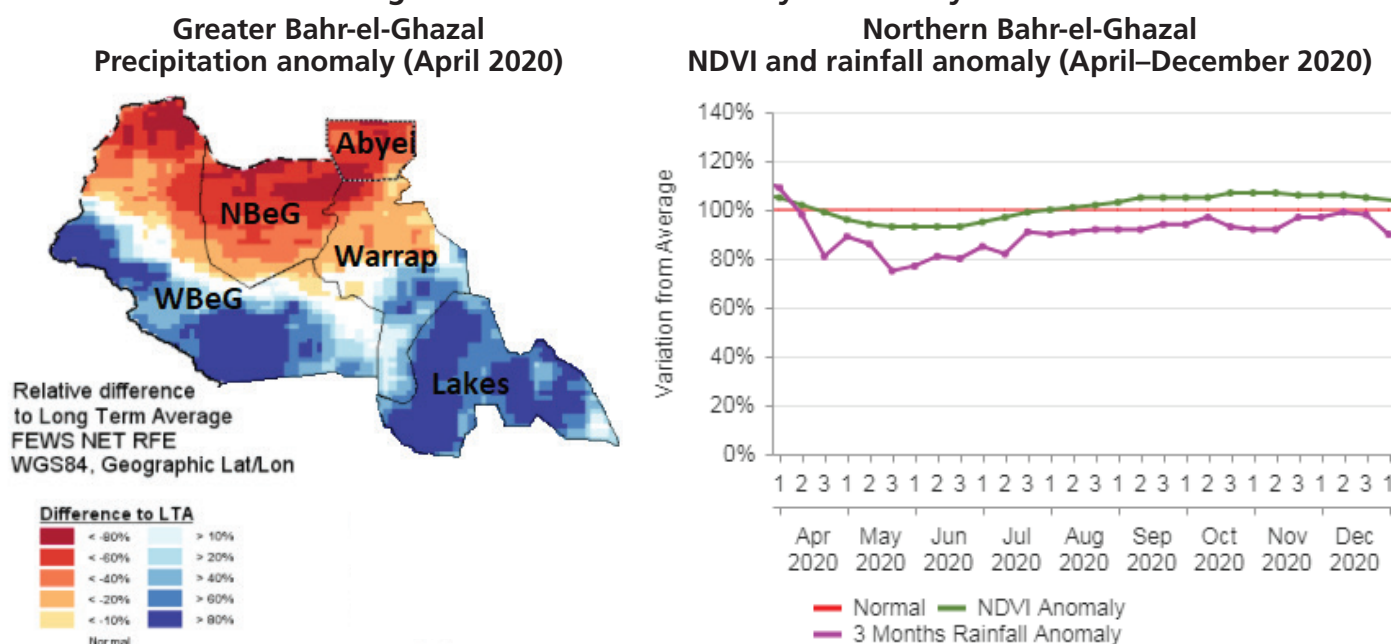 Greater Bahr-el-Ghazal
Precipitation anomaly (April 2020)
Abyei
NBeG
Warrap
WBeG
Lakes
Relative difference
to Long Term Average
FEWS NET RFE
WGS84, Geographic Lat/Lon
Difference to LTA
< -80% > 10%
< -60% > 20%
< -40% > 40%
< -20% > 60%
< -10% > 80%
Normal
Northern Bahr-el-Ghazal
NDVI and rainfall anomaly (April–December 2020)
Variation from Average
140%
120%
100%
80%
60%
40%
20%
0%
1 2 3 1 2 3 1 2 3 1 2 3 1 2 3 1 2 3 1 2 3 1 2 3 1 2 3 1
Apr May Jun Jul Aug Sep Oct Nov Dec
2020 2020 2020 2020 2020 2020 2020 2020 2020
Normal NDVI Anomaly
3 Months Rainfall Anomaly